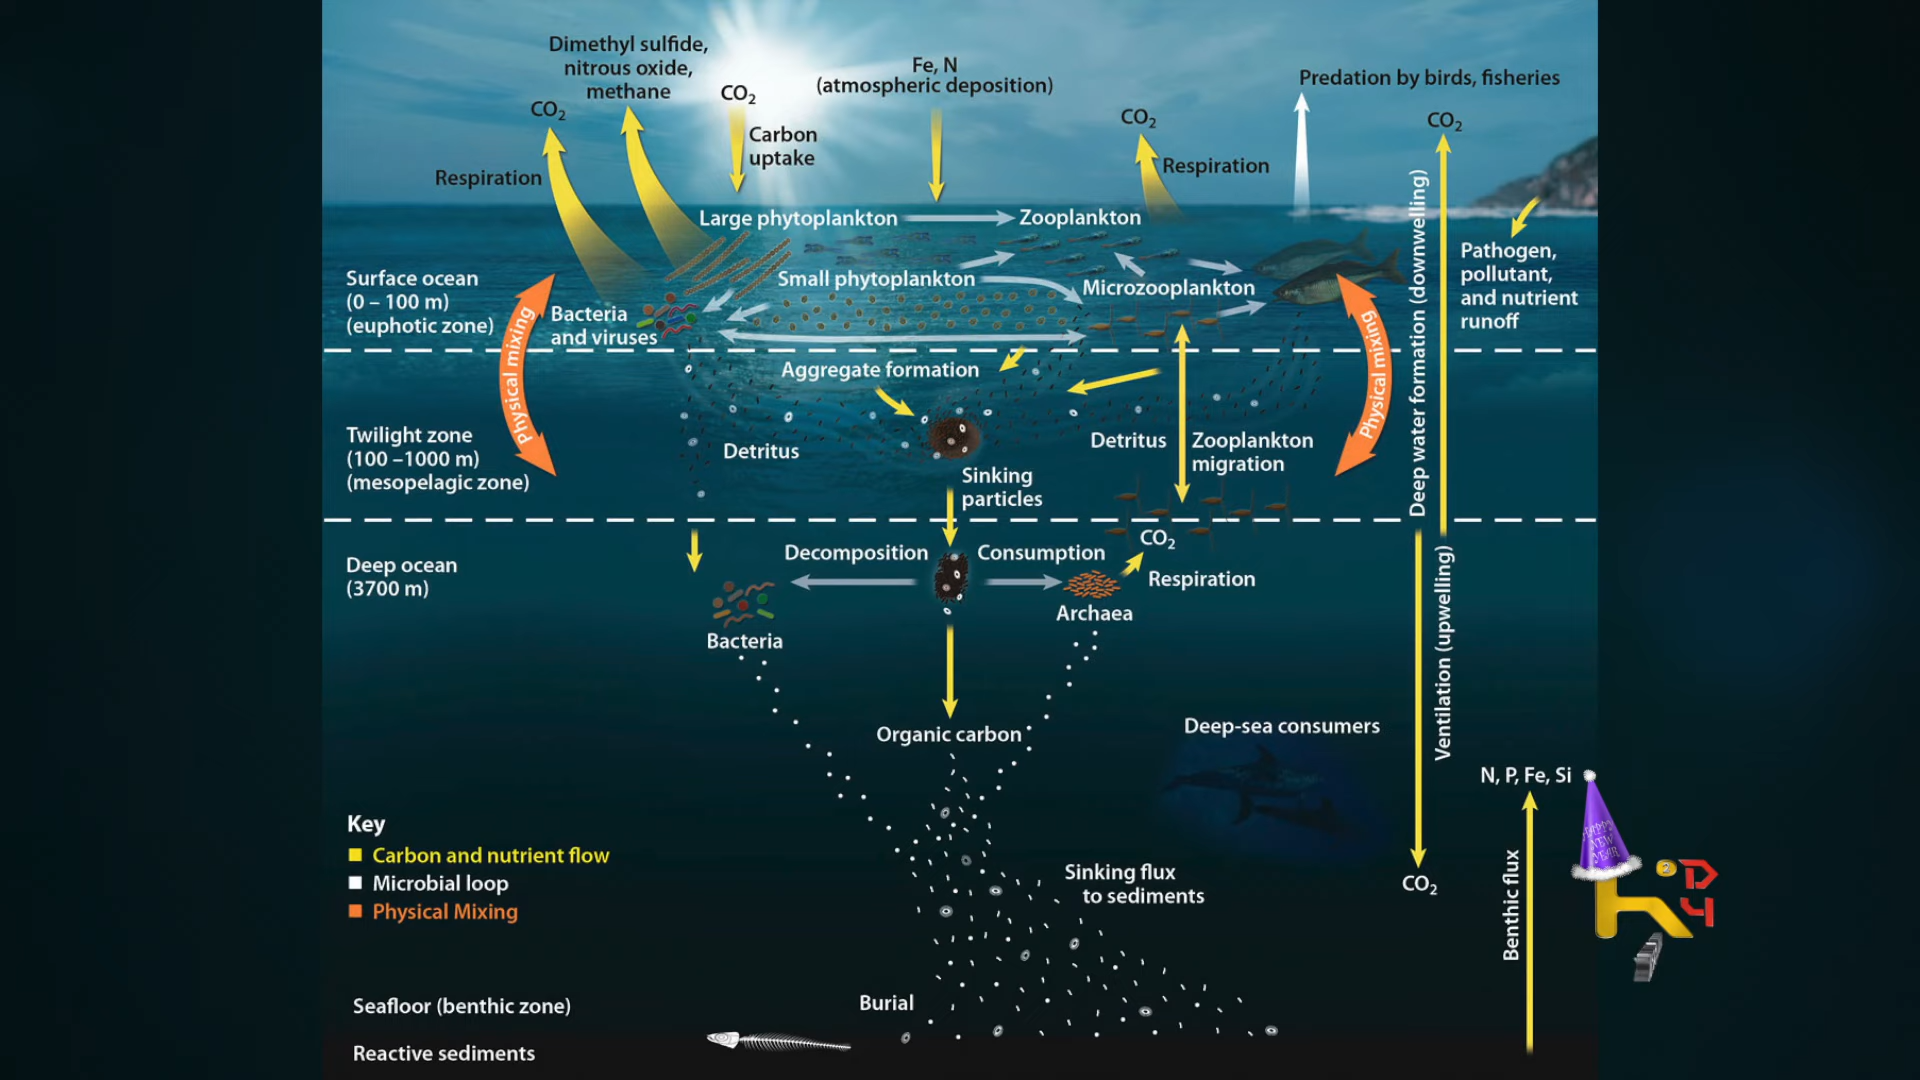 Dimethyl sulfide,
nitrous oxide,
methane
CO2
CO2
Carbon
uptake
Fe, N
(atmospheric deposition)
CO2
Predation by birds, fisheries
CO2
Respiration
Respiration
Large phytoplankton
Zooplankton
Pathogen,
pollutant,
and nutrient
runoff
Surface ocean
(0 – 100 m)
(euphotic zone)
Small phytoplankton
Microzooplankton
Bacteria
and viruses
Physical mixing
Physical mixing
Deep water formation (downwelling)
Aggregate formation
Twilight zone
(100 –1000 m)
(mesopelagic zone)
Detritus
Detritus
Zooplankton
migration
Sinking
particles
Deep ocean
(3700 m)
Decomposition
Consumption
CO2
Respiration
Archaea
Bacteria
Ventilation (upwelling)
Organic carbon
Deep-sea consumers
N, P, Fe, Si
HAPPY
NEW
YEAR
Key
Carbon and nutrient flow
Microbial loop
Physical Mixing
Sinking flux
to sediments
CO2
Benthic flux
Seafloor (benthic zone)
Burial
Reactive sediments